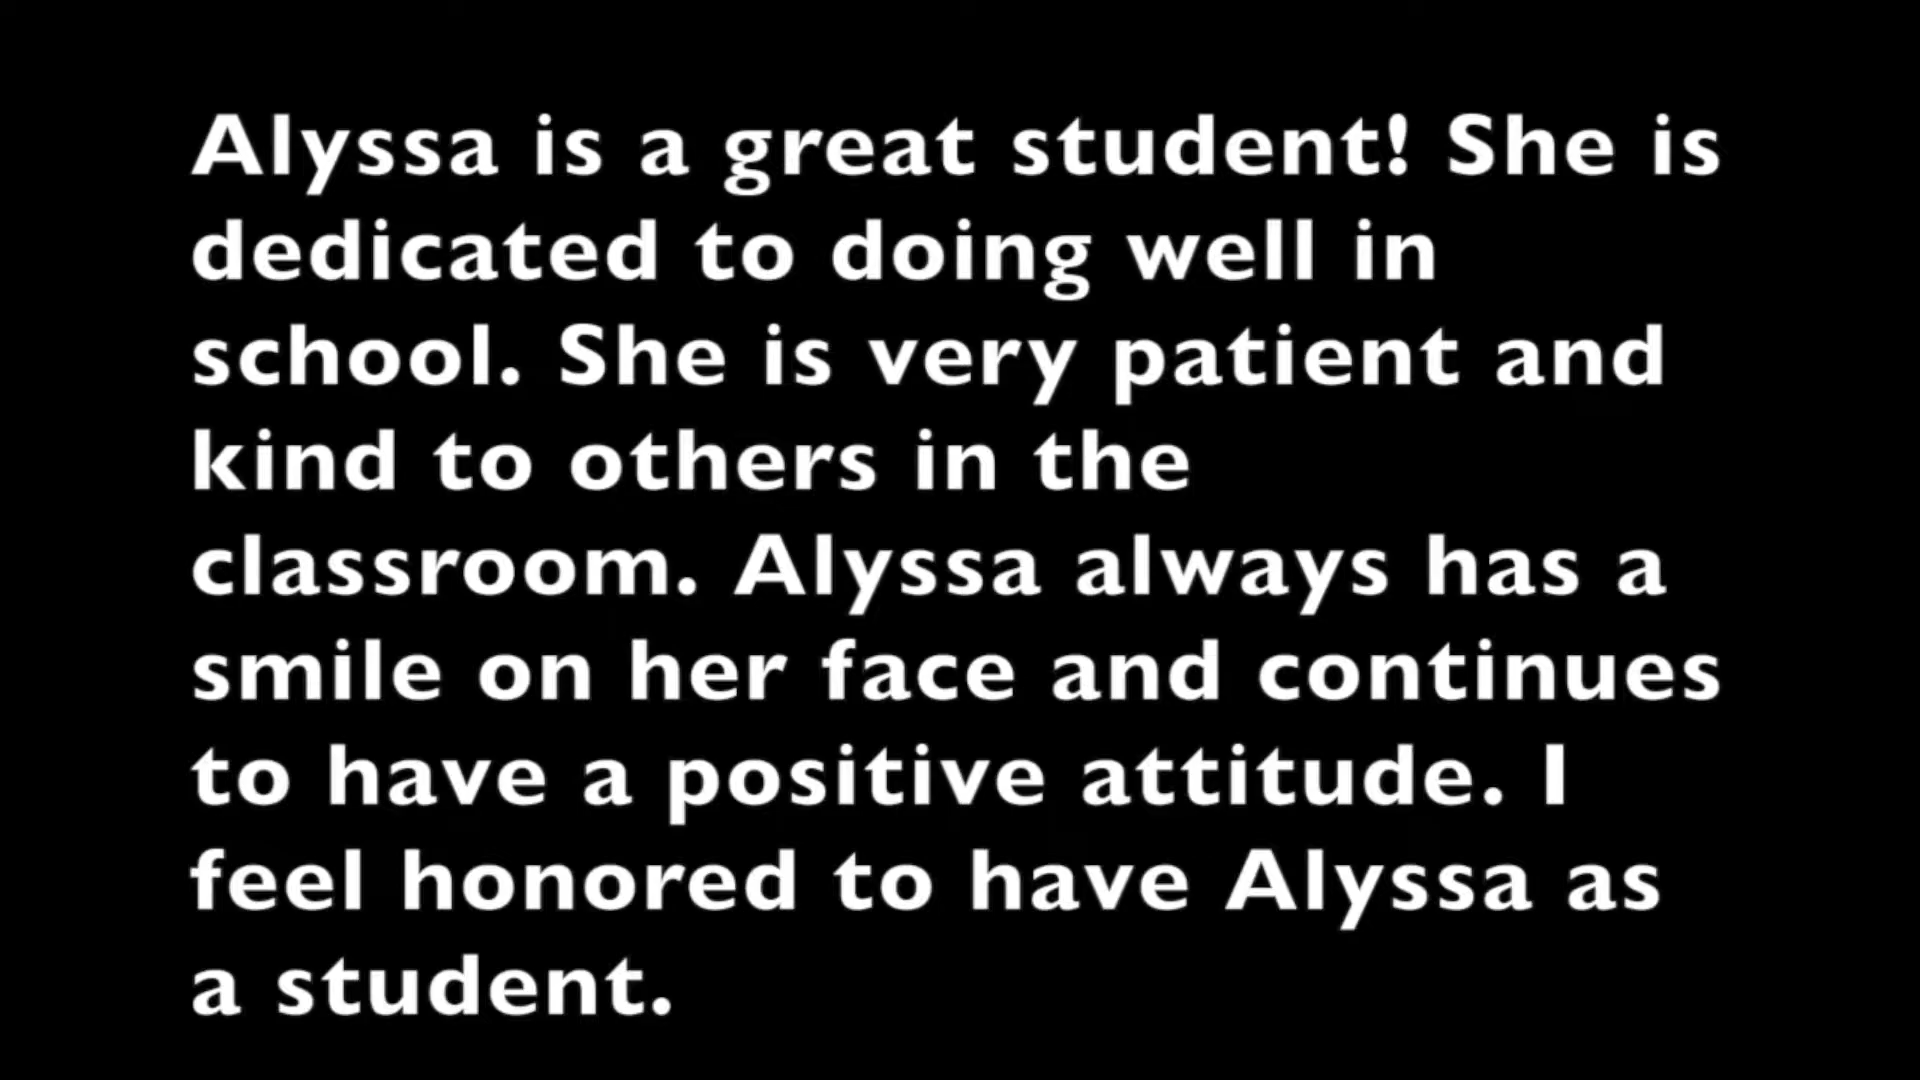 Alyssa is a great student! She is
dedicated to doing well in
school. She is very patient and
kind to others in the
classroom. Alyssa always has a
smile on her face and continues
to have a positive attitude. I
feel honored to have Alyssa as
a student.